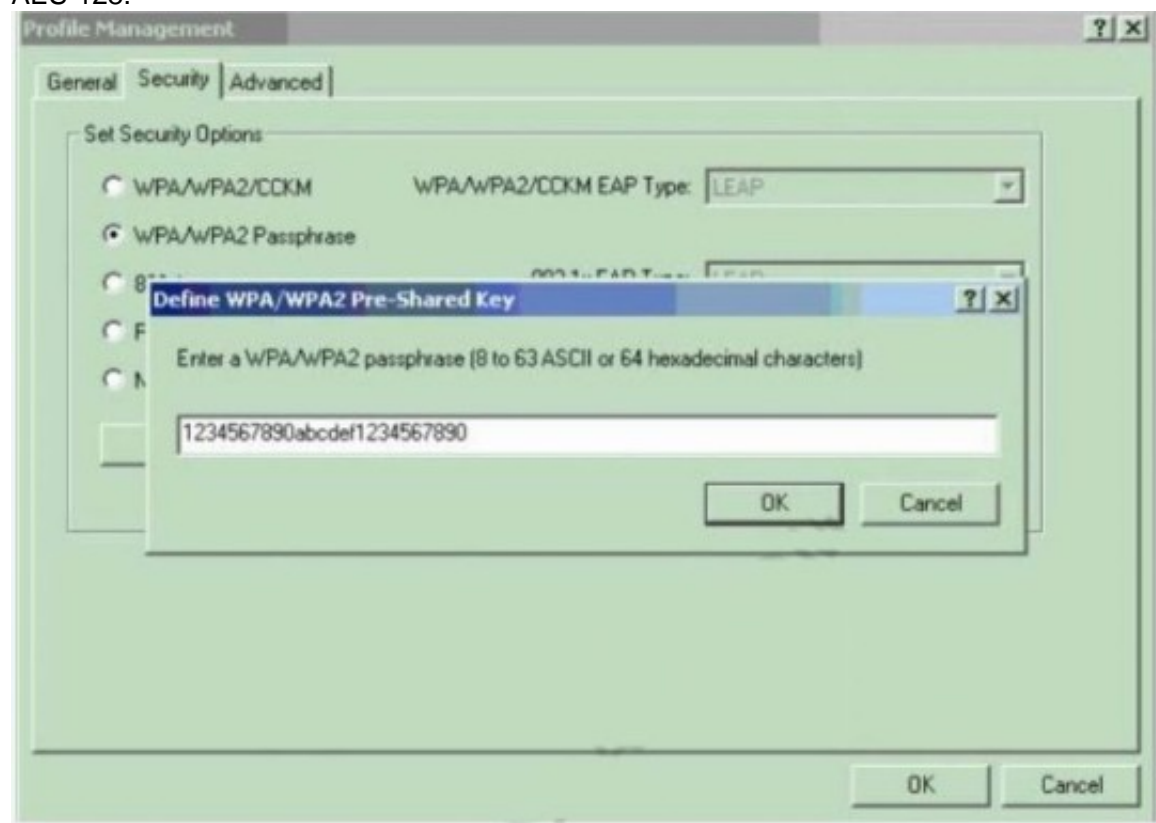 Profile Management
General Security Advanced
Set Security Options
WPA/WPA2/CCKM WPA/WPA2/CCKM EAP Type: LEAP
WPA/WPA2 Passphrase
Define WPA/WPA2 Pre-Shared Key
Enter a WPA/WPA2 passphrase (8 to 63 ASCII or 64 hexadecimal characters)
1234567890abcdef1234567890
OK Cancel
OK Cancel